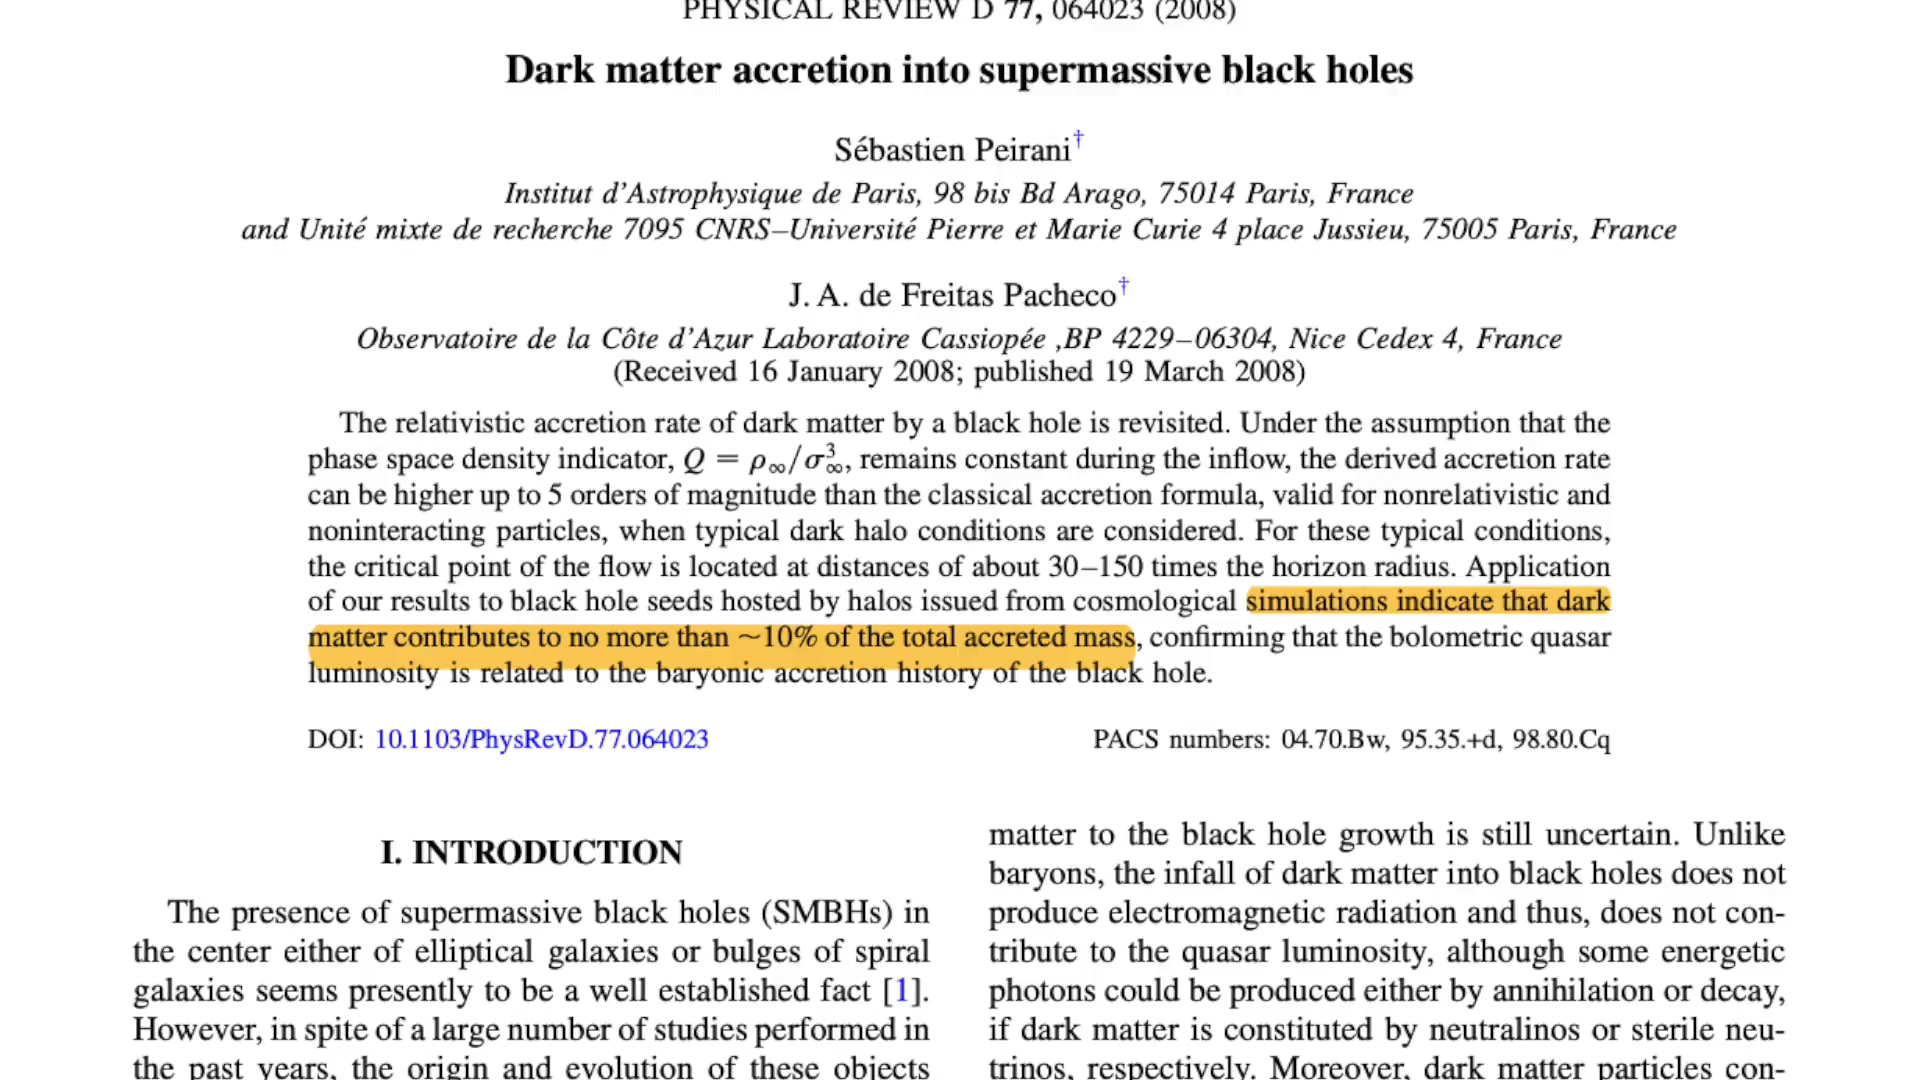 PHYSICAL REVIEW D 77, 064023 (2008)
Dark matter accretion into supermassive black holes
Sébastien Peirani†
Institut d’Astrophysique de Paris, 98 bis Bd Arago, 75014 Paris, France
and Unité mixte de recherche 7095 CNRS–Université Pierre et Marie Curie 4 place Jussieu, 75005 Paris, France
J. A. de Freitas Pacheco†
Observatoire de la Côte d’Azur Laboratoire Cassiopée ,BP 4229–06304, Nice Cedex 4, France
(Received 16 January 2008; published 19 March 2008)
The relativistic accretion rate of dark matter by a black hole is revisited. Under the assumption that the
phase space density indicator, Q = ρ∞/σ³∞, remains constant during the inflow, the derived accretion rate
can be higher up to 5 orders of magnitude than the classical accretion formula, valid for nonrelativistic and
noninteracting particles, when typical dark halo conditions are considered. For these typical conditions,
the critical point of the flow is located at distances of about 30–150 times the horizon radius. Application
of our results to black hole seeds hosted by halos issued from cosmological simulations indicate that dark
matter contributes to no more than ~10% of the total accreted mass, confirming that the bolometric quasar
luminosity is related to the baryonic accretion history of the black hole.
DOI: 10.1103/PhysRevD.77.064023
PACS numbers: 04.70.Bw, 95.35.+d, 98.80.Cq
I. INTRODUCTION
The presence of supermassive black holes (SMBHs) in
the center either of elliptical galaxies or bulges of spiral
galaxies seems presently to be a well established fact [1].
However, in spite of a large number of studies performed in
the past years, the origin and evolution of these objects
matter to the black hole growth is still uncertain. Unlike
baryons, the infall of dark matter into black holes does not
produce electromagnetic radiation and thus, does not con-
tribute to the quasar luminosity, although some energetic
photons could be produced either by annihilation or decay,
if dark matter is constituted by neutralinos or sterile neu-
trinos, respectively. Moreover, dark matter particles con-